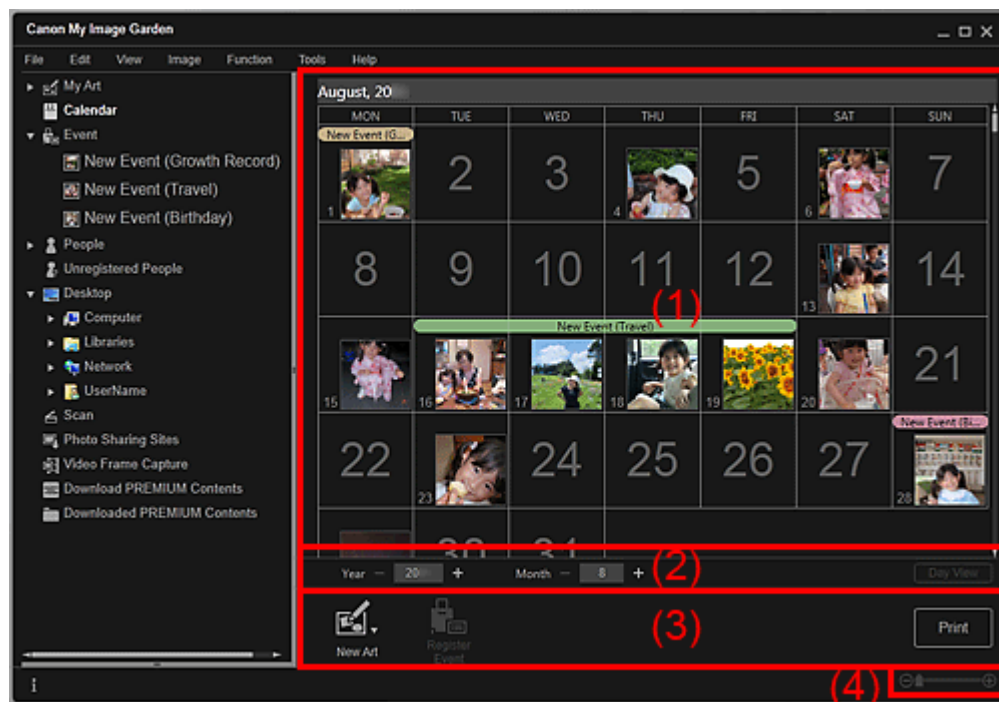 Canon My Image Garden
File Edit View Image Function Tools Help
My Art
Calendar
Event
New Event (Growth Record)
New Event (Travel)
New Event (Birthday)
People
Unregistered People
Desktop
Computer
Libraries
Network
UserName
Scan
Photo Sharing Sites
Video Frame Capture
Download PREMIUM Contents
Downloaded PREMIUM Contents
August, 20
MON TUE WED THU FRI SAT SUN
New Event (G...
1 2 3 4 5 6 7
8 9 10 11 12 13 14
(1)
New Event (Travel)
15 16 17 18 19 20 21
New Event (Bi...
22 23 24 25 26 27 28
30 31
Year − 20 + Month − 8 + (2) Day View
New Art Register Event (3) Print
(4)